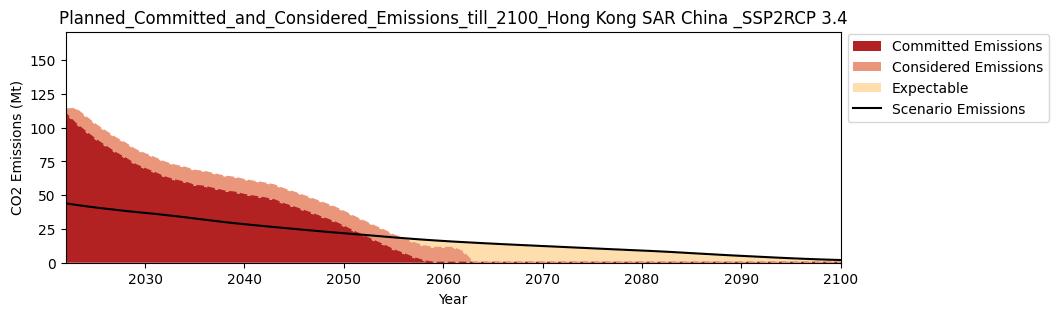 Planned_Committed_and_Considered_Emissions_till_2100_Hong Kong SAR China _SSP2RCP 3.4
150
125
100
75
50
25
0
CO2 Emissions (Mt)
2030 2040 2050 2060 2070 2080 2090 2100
Year
Committed Emissions
Considered Emissions
Expectable
Scenario Emissions